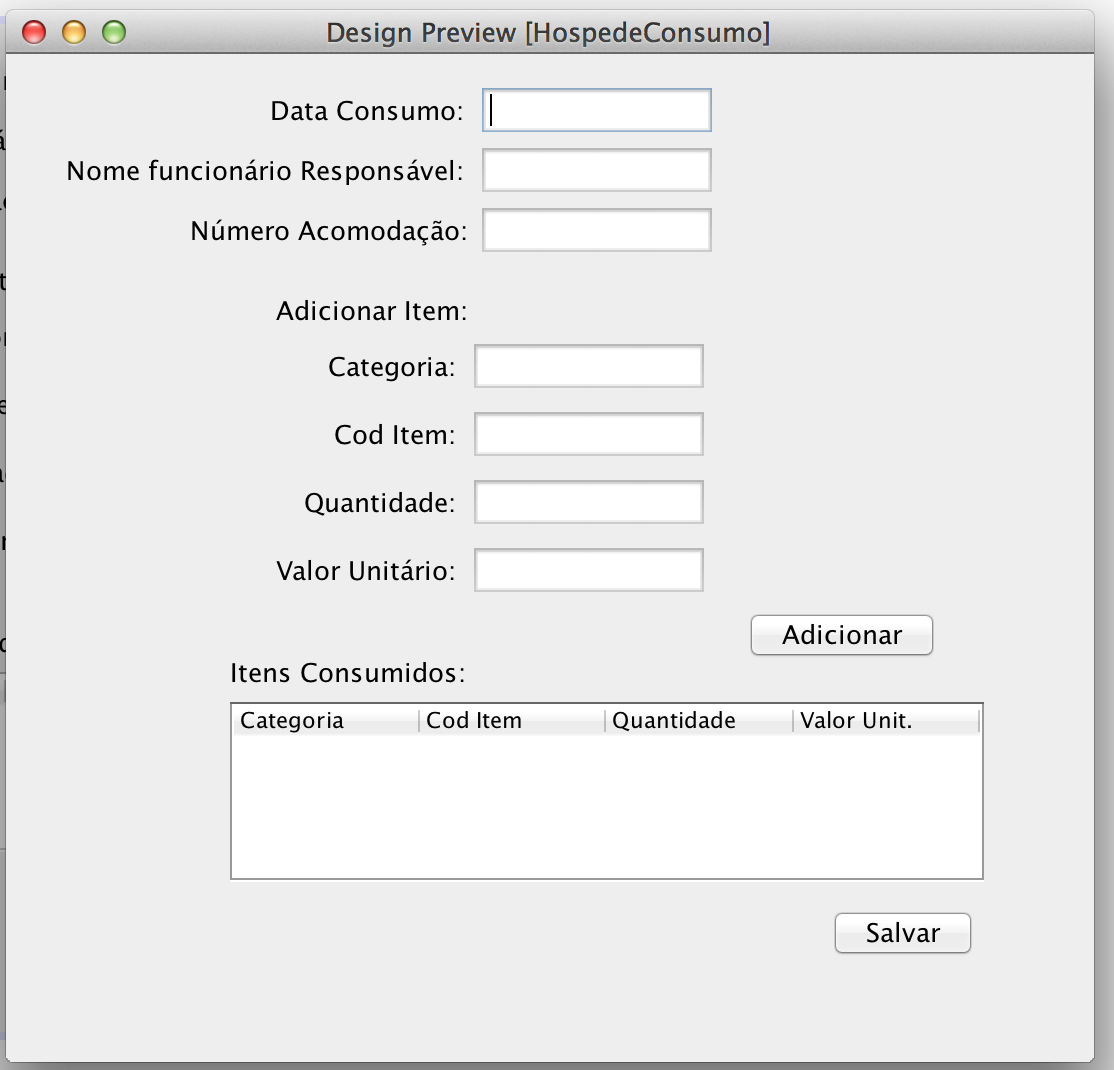 Design Preview [HospedeConsumo]
Data Consumo:
Nome funcionário Responsável:
Número Acomodação:
Adicionar Item:
Categoria:
Cod Item:
Quantidade:
Valor Unitário:
Adicionar
Itens Consumidos:
Categoria Cod Item Quantidade Valor Unit.
Salvar